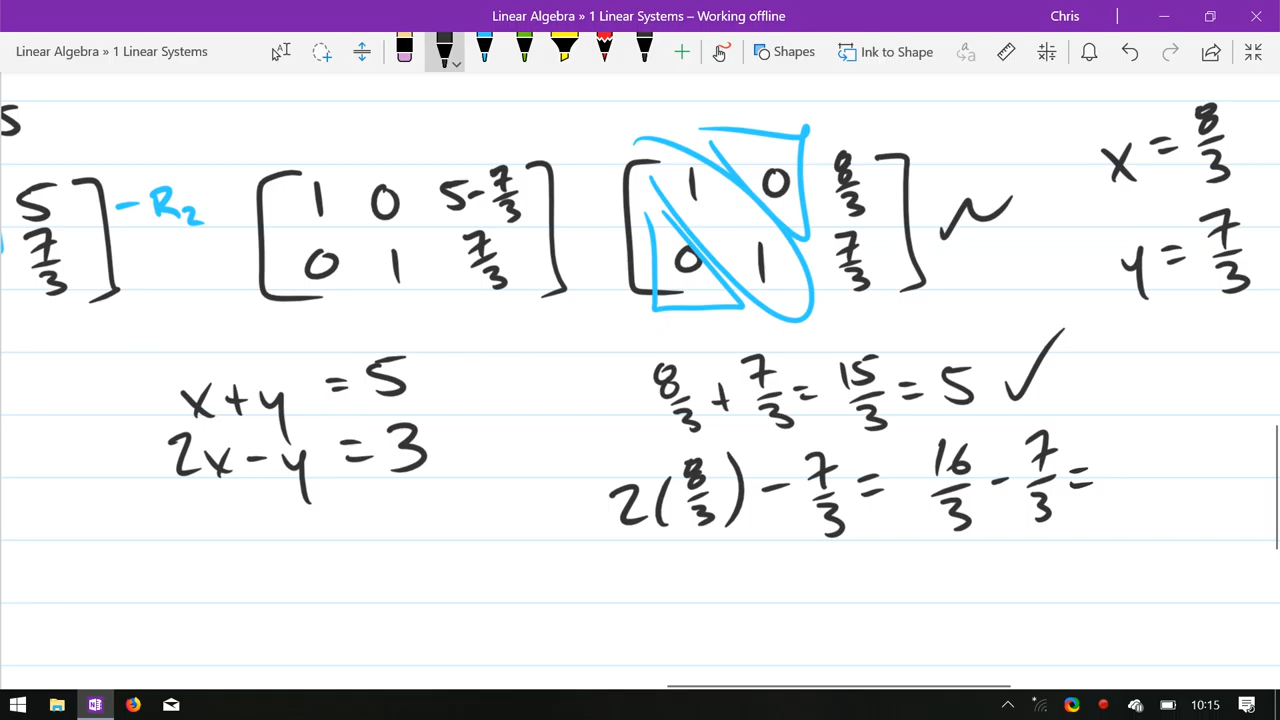 Linear Algebra » 1 Linear Systems – Working offline
Chris
Linear Algebra » 1 Linear Systems
Shapes
Ink to Shape
5
5 ] -R₂
7/3
[ 1 0 5-7/3 ]
[ 0 1 7/3 ]
[ 1 0 8/3 ]
[ 0 1 7/3 ] ~
x = 8/3
y = 7/3
x+y = 5
2x-y = 3
8/3 + 7/3 = 15/3 = 5 ✓
2(8/3) - 7/3 = 16/3 - 7/3 =
10:15